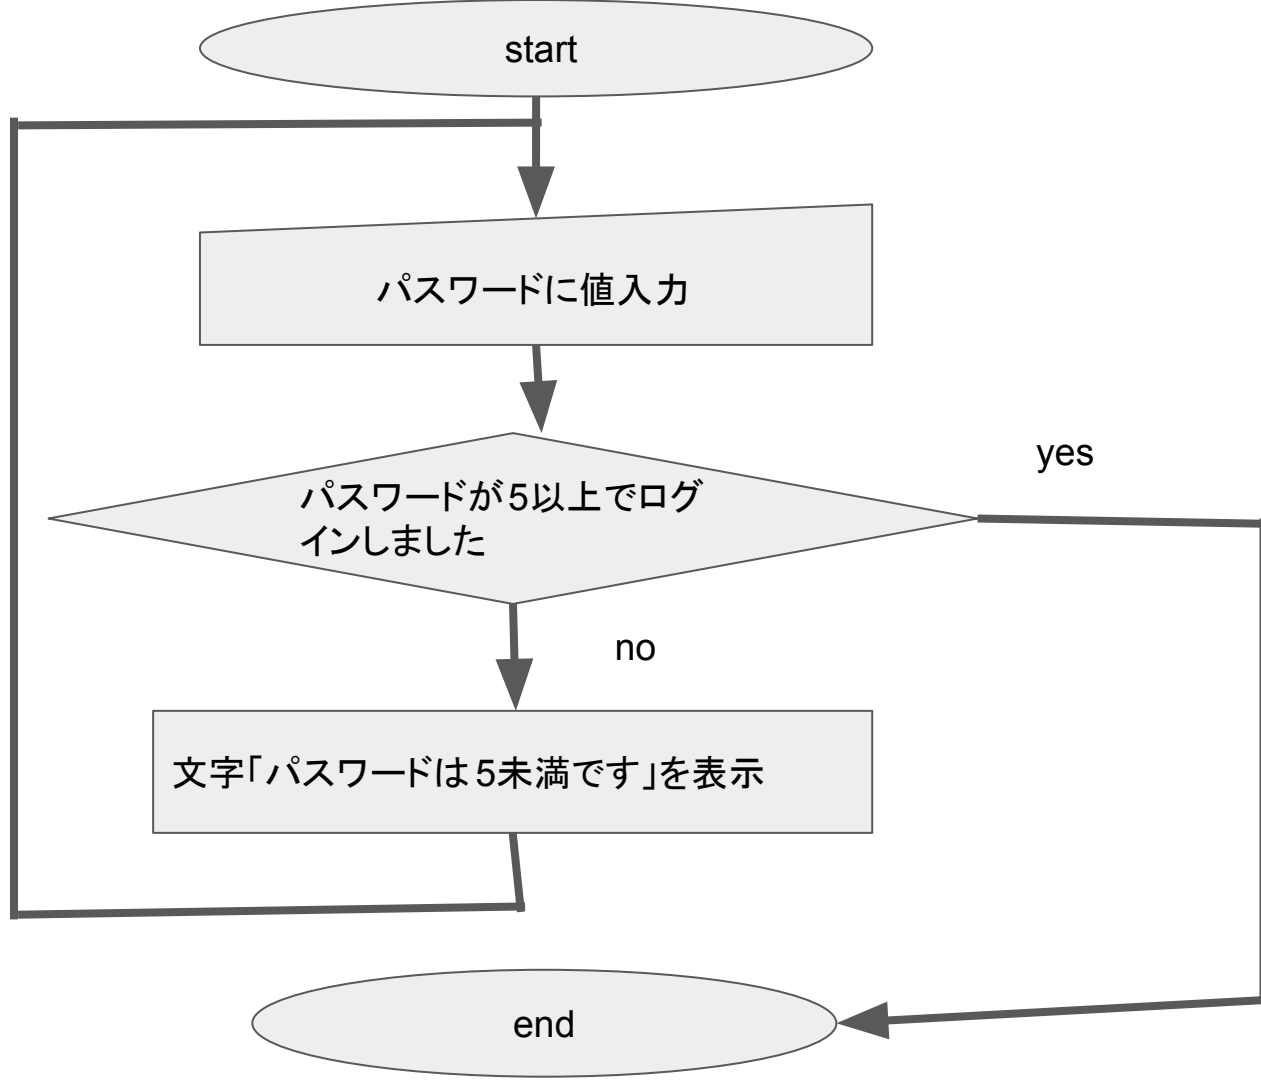 start
パスワードに値入力
yes
パスワードが5以上でログ
インしました
no
文字「パスワードは5未満です」を表示
end